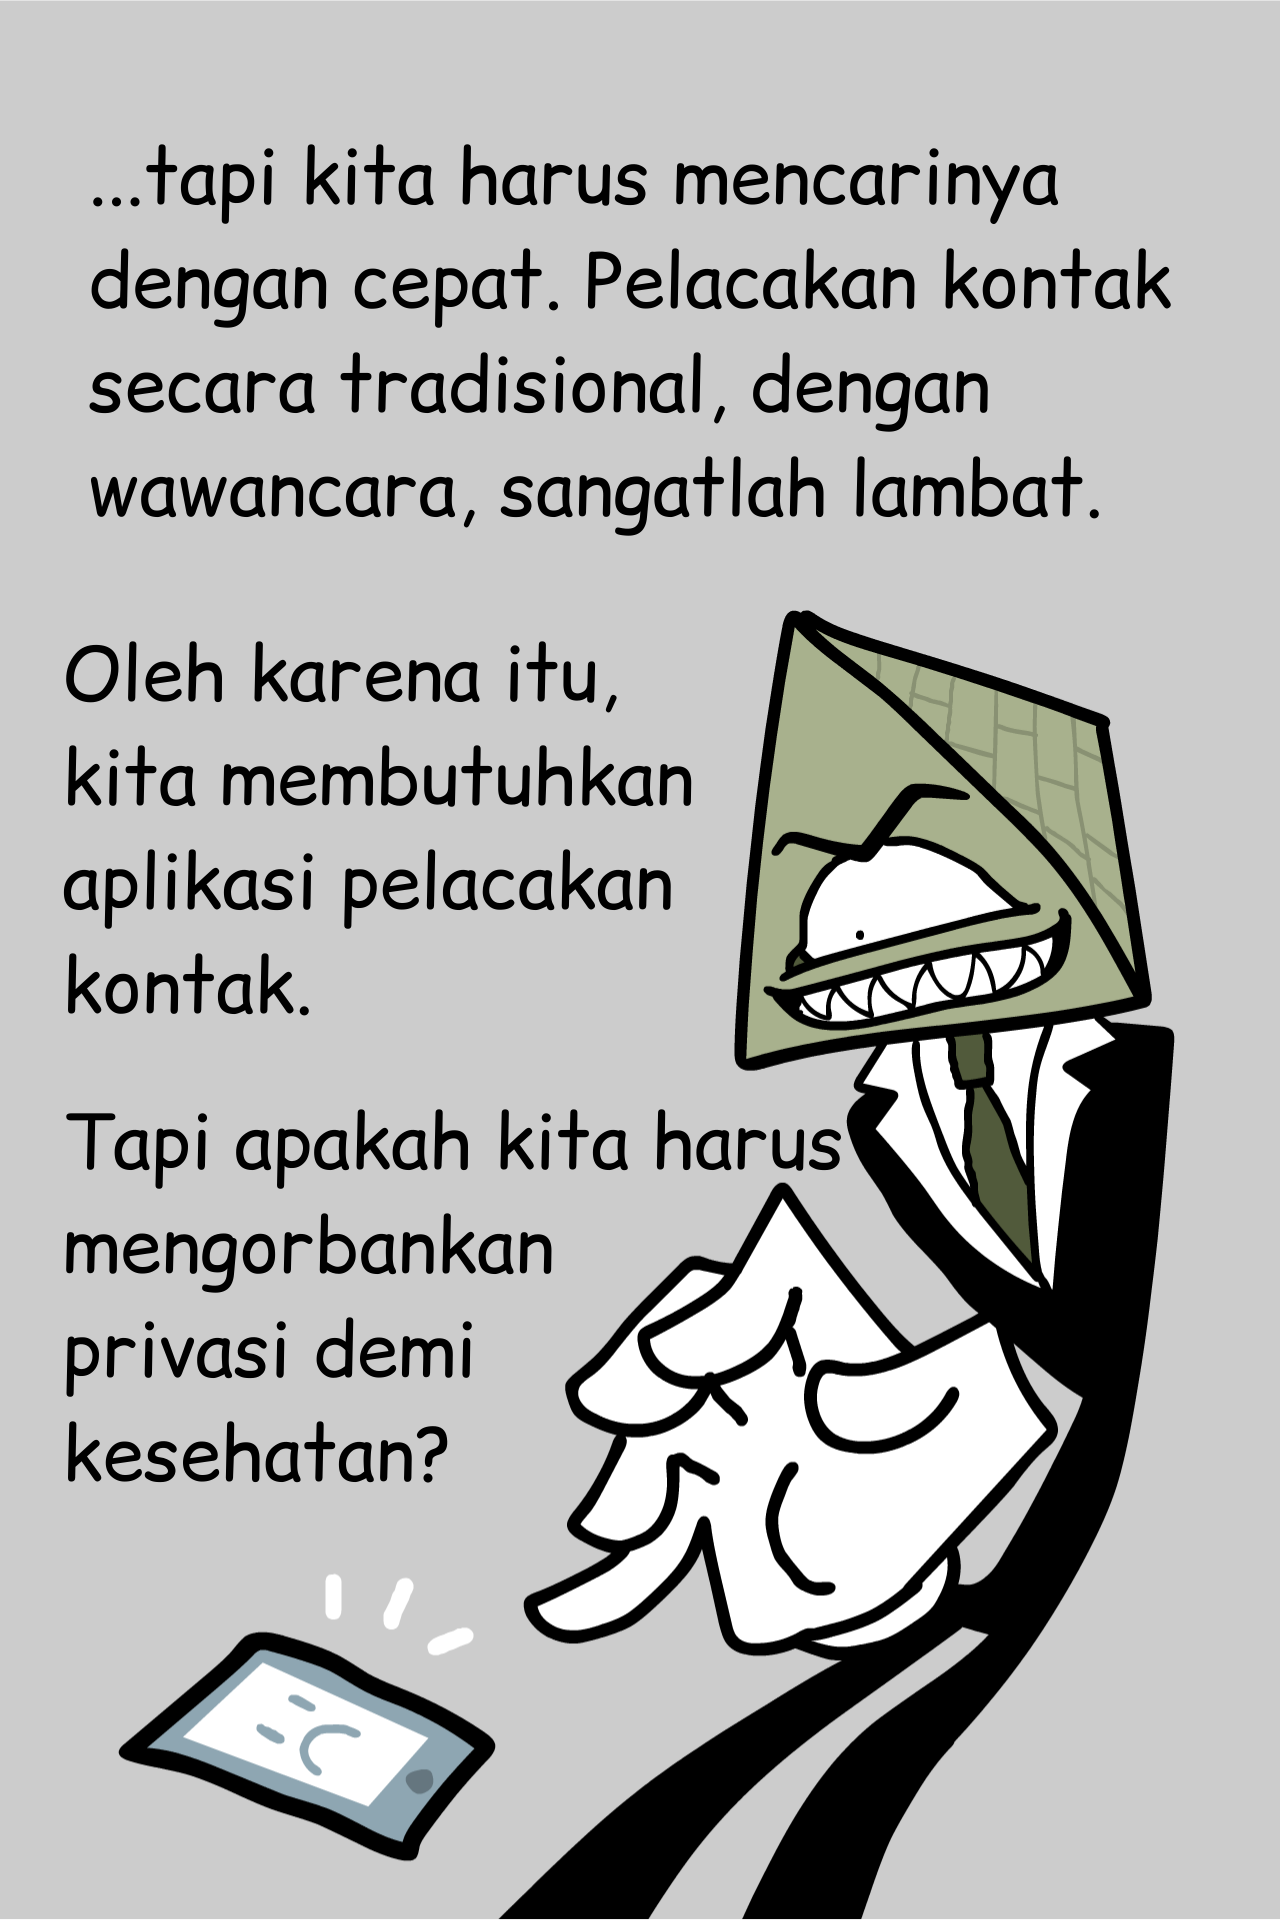 ...tapi kita harus mencarinya
dengan cepat. Pelacakan kontak
secara tradisional, dengan
wawancara, sangatlah lambat.
Oleh karena itu,
kita membutuhkan
aplikasi pelacakan
kontak.
Tapi apakah kita harus
mengorbankan
privasi demi
kesehatan?